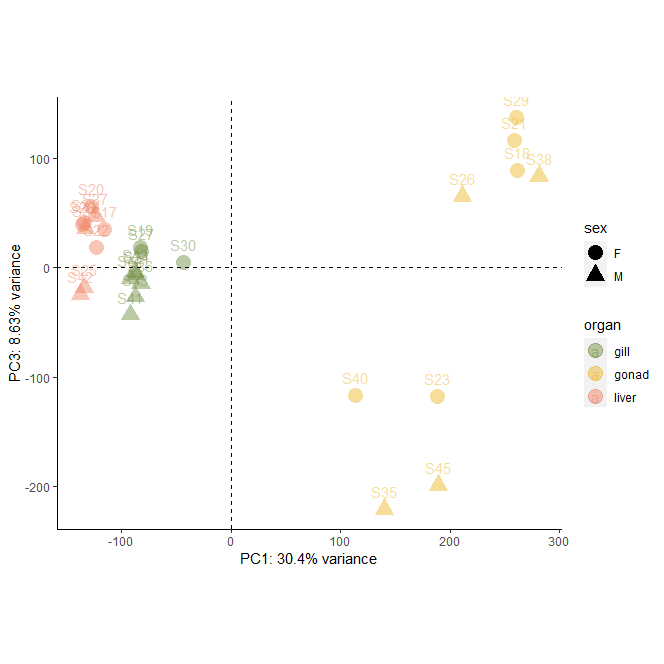 S29
S21
S18
S38
S26
S20
S17
S19
S27
S30
S40
S23
S45
S35
100
0
-100
-200
-100
0
100
200
300
PC1: 30.4% variance
PC3: 8.63% variance
sex
F
M
organ
a gill
a gonad
a liver